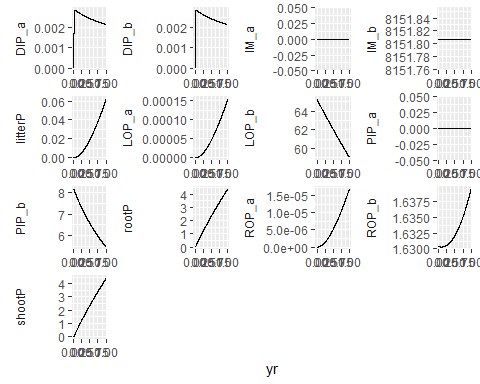 DIP_a
0.002
0.001
0.000
DIP_b
0.002
0.001
0.000
IM_a
0.050
0.025
0.000
-0.025
-0.050
IM_b
8151.84
8151.82
8151.80
8151.78
8151.76
litterP
0.06
0.04
0.02
0.00
LOP_a
0.00015
0.00010
0.00005
0.00000
LOP_b
64
62
60
PIP_a
0.050
0.025
0.000
-0.025
-0.050
PIP_b
8
7
6
rootP
4
3
2
1
0
ROP_a
1.5e-05
1.0e-05
5.0e-06
0.0e+00
ROP_b
1.6375
1.6350
1.6325
1.6300
shootP
4
3
2
1
0
yr